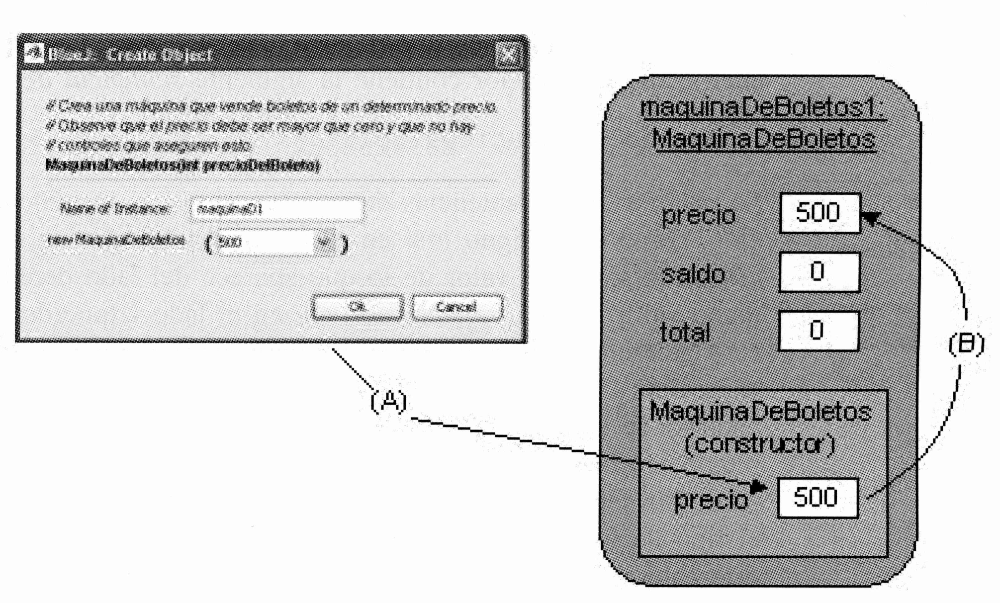 BlueJ: Create Object
// Crea una máquina que vende boletos de un determinado precio.
// Observe que el precio debe ser mayor que cero y que no hay
// controles que aseguren esto.
MaquinaDeBoletos(int precioDelBoleto)
Name of Instance:
maquinaD1
new MaquinaDeBoletos
( 500 )
Ok
Cancel
(A)
maquinaDeBoletos1:
MaquinaDeBoletos
precio 500
saldo 0
total 0
(B)
MaquinaDeBoletos
(constructor)
precio 500